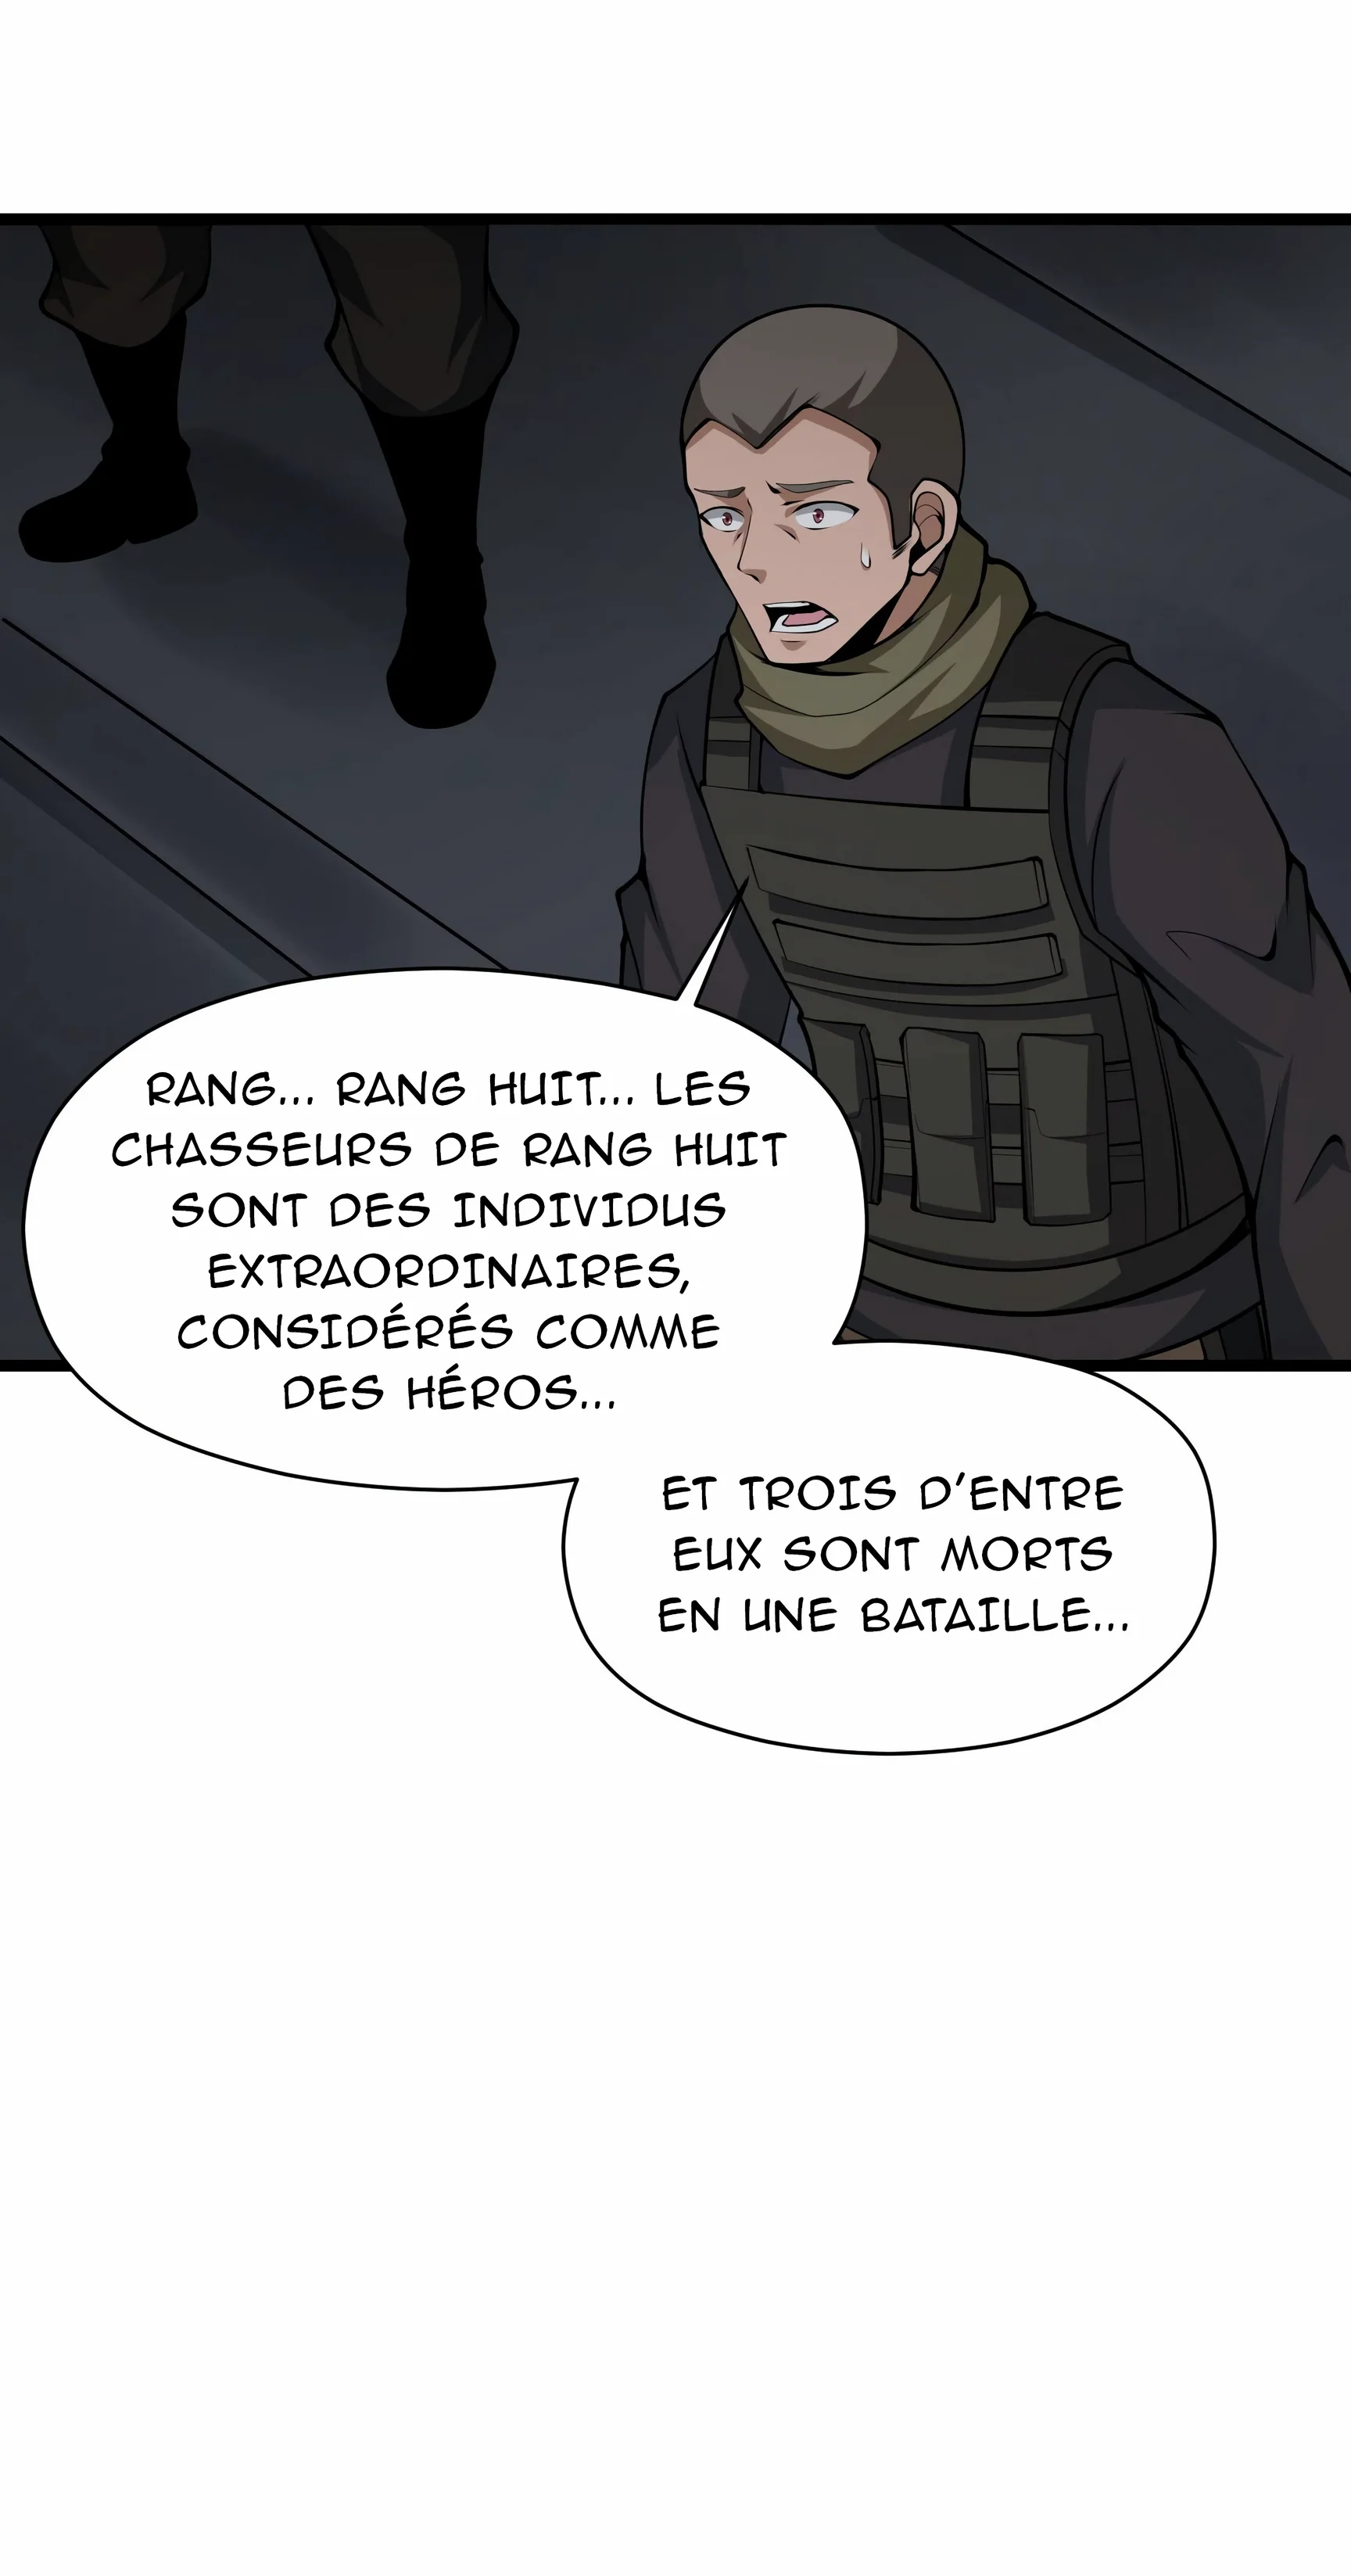 RANG... RANG HUIT... LES
CHASSEURS DE RANG HUIT
SONT DES INDIVIDUS
EXTRAORDINAIRES,
CONSIDÉRÉS COMME
DES HÉROS...
ET TROIS D'ENTRE
EUX SONT MORTS
EN UNE BATAILLE...